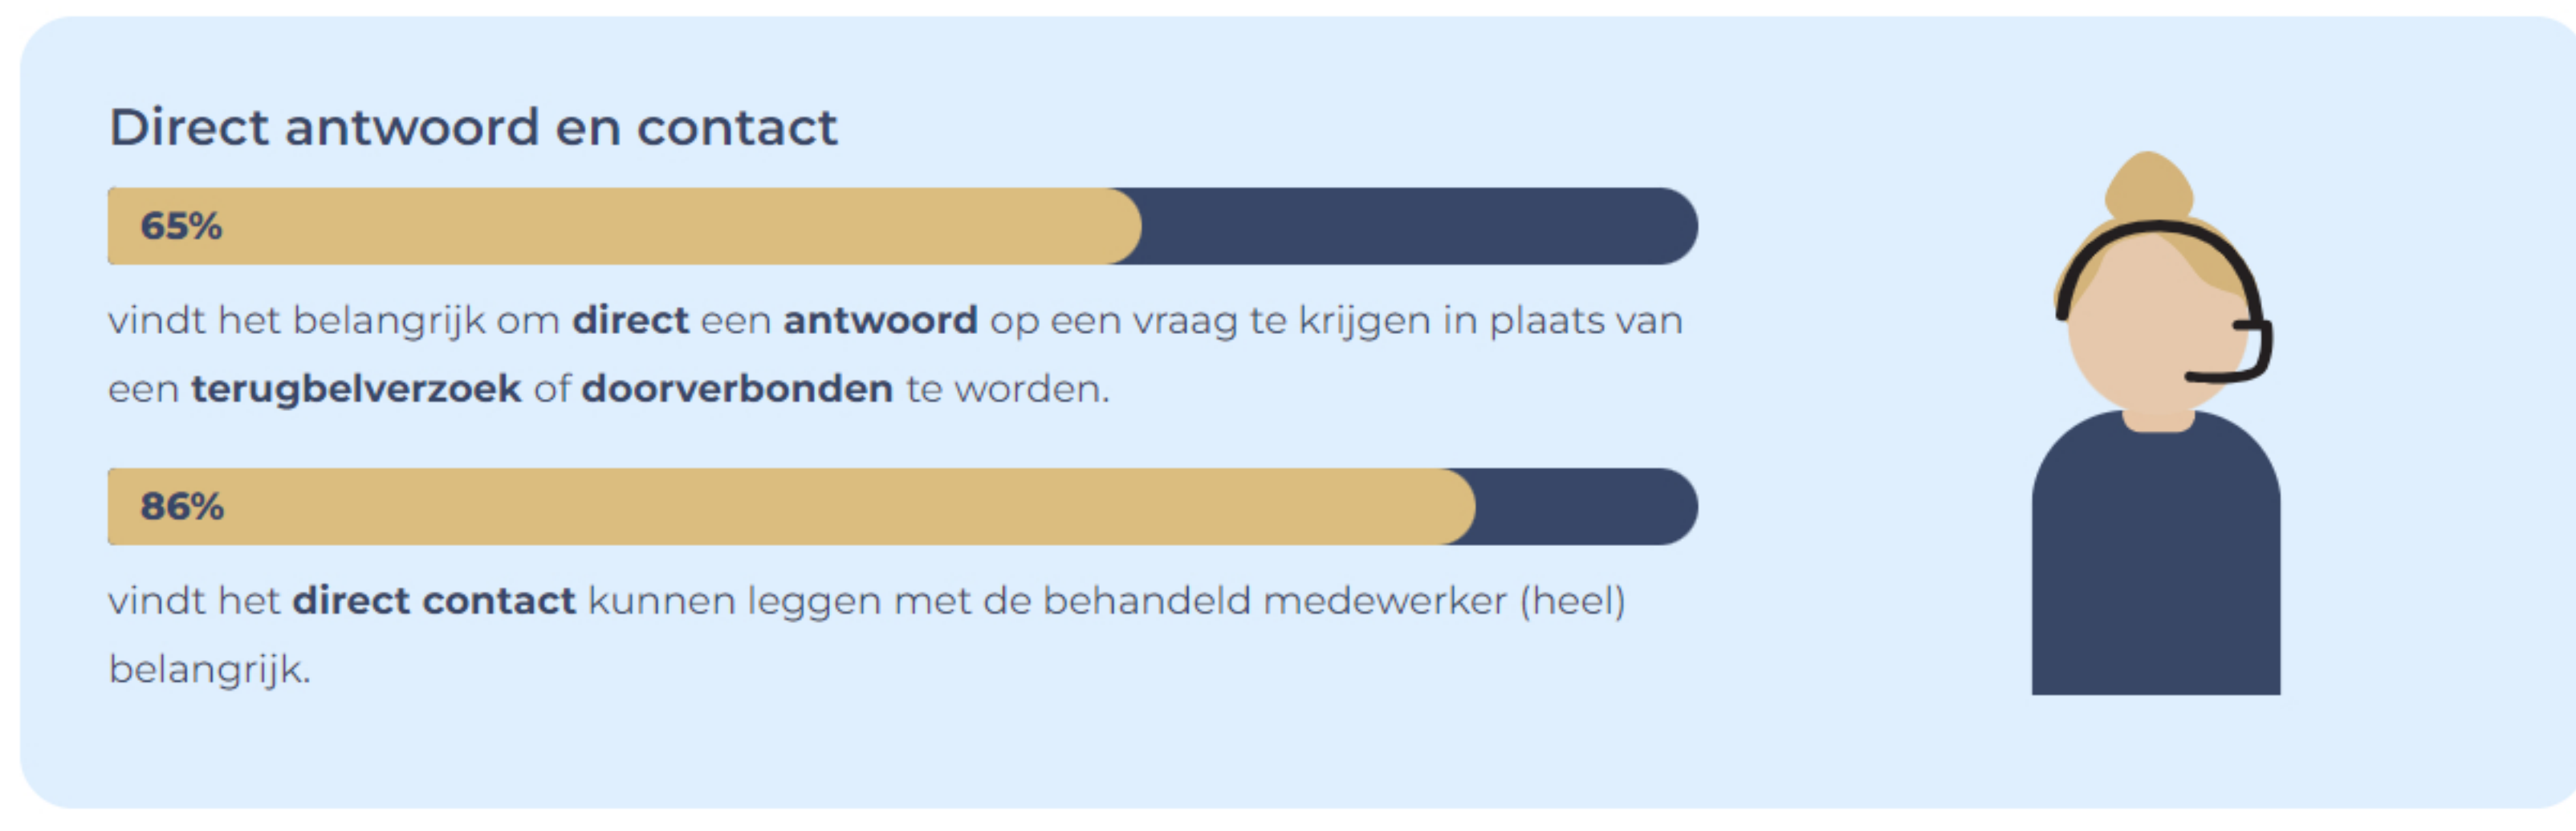 Direct antwoord en contact
65%
vindt het belangrijk om direct een antwoord op een vraag te krijgen in plaats van
een terugbelverzoek of doorverbonden te worden.
86%
vindt het direct contact kunnen leggen met de behandeld medewerker (heel)
belangrijk.